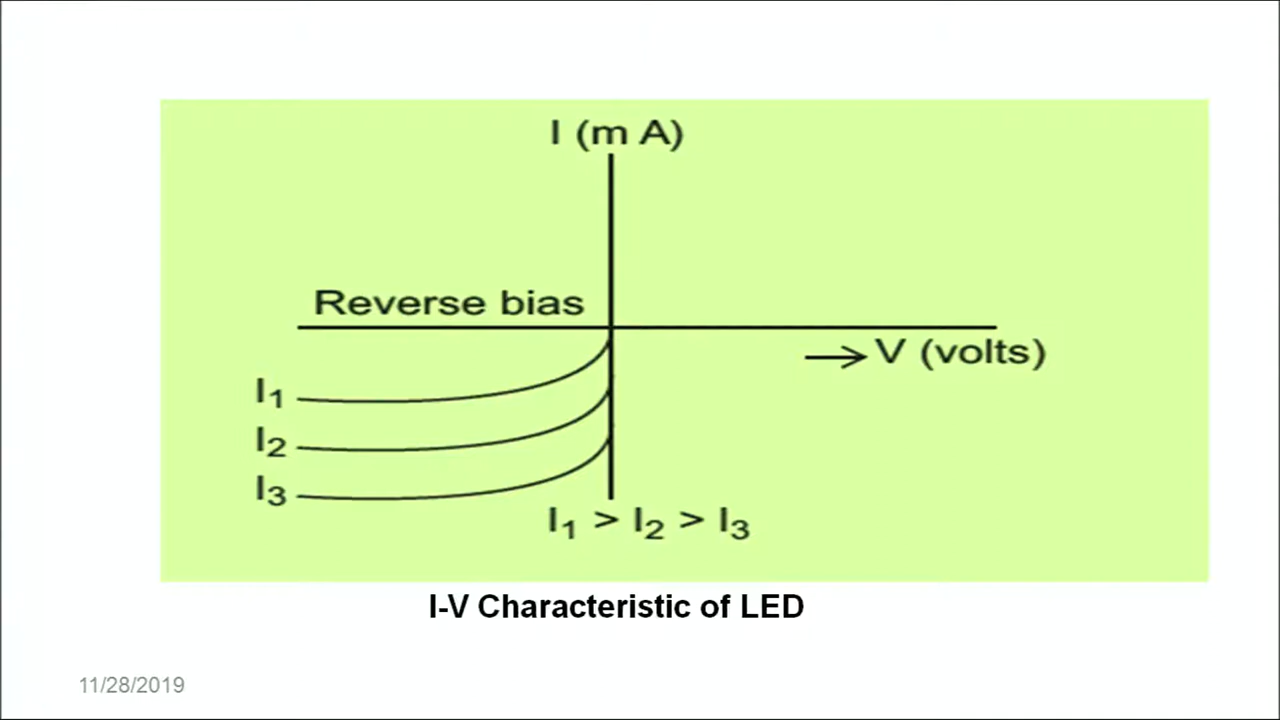 I (m A)
Reverse bias
V (volts)
I₁
I₂
I₃
I₁ > I₂ > I₃
I-V Characteristic of LED
11/28/2019